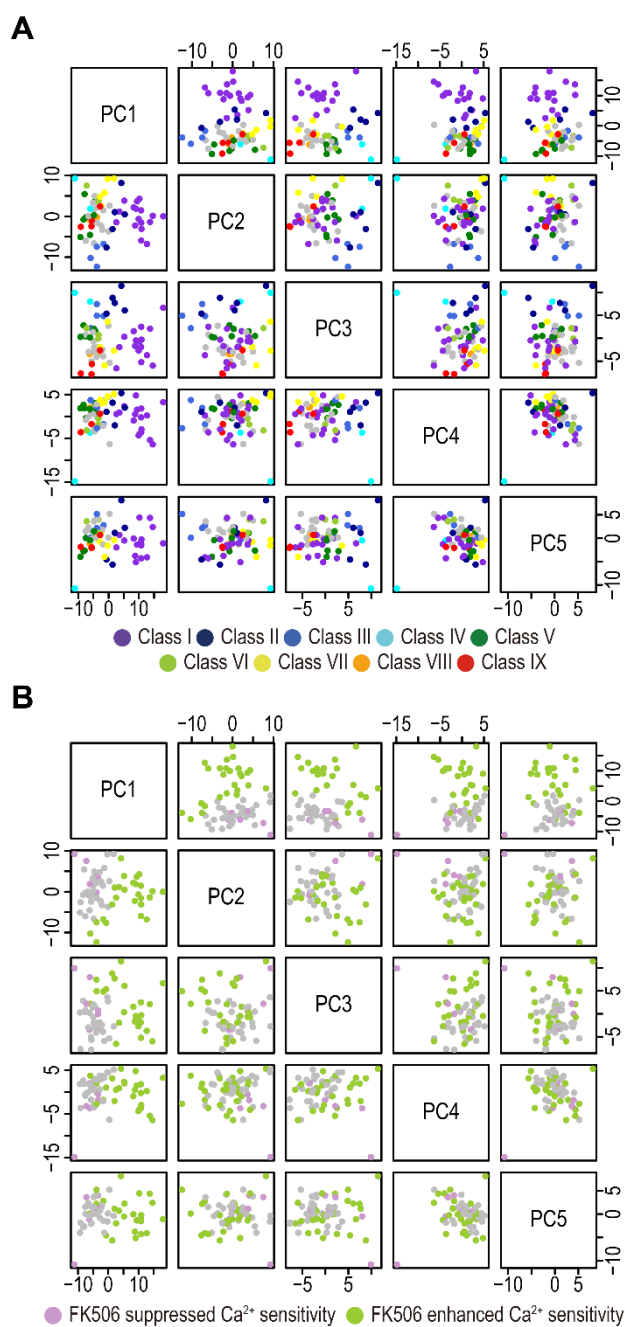 A
−10 0 10 −15 −5 5
PC1
−10 0 10
−10 0 10
PC2
PC3
−5 5
−15 −5 5
PC4
PC5
−10 0 5
−10 0 10 −5 5 −10 0 5
Class I Class II Class III Class IV Class V
Class VI Class VII Class VIII Class IX
B
−10 0 10 −15 −5 5
PC1
−10 0 10
−10 0 10
PC2
PC3
−5 5
−15 −5 5
PC4
PC5
−10 0 5
−10 0 10 −5 5 −10 0 5
FK506 suppressed Ca²⁺ sensitivity FK506 enhanced Ca²⁺ sensitivity